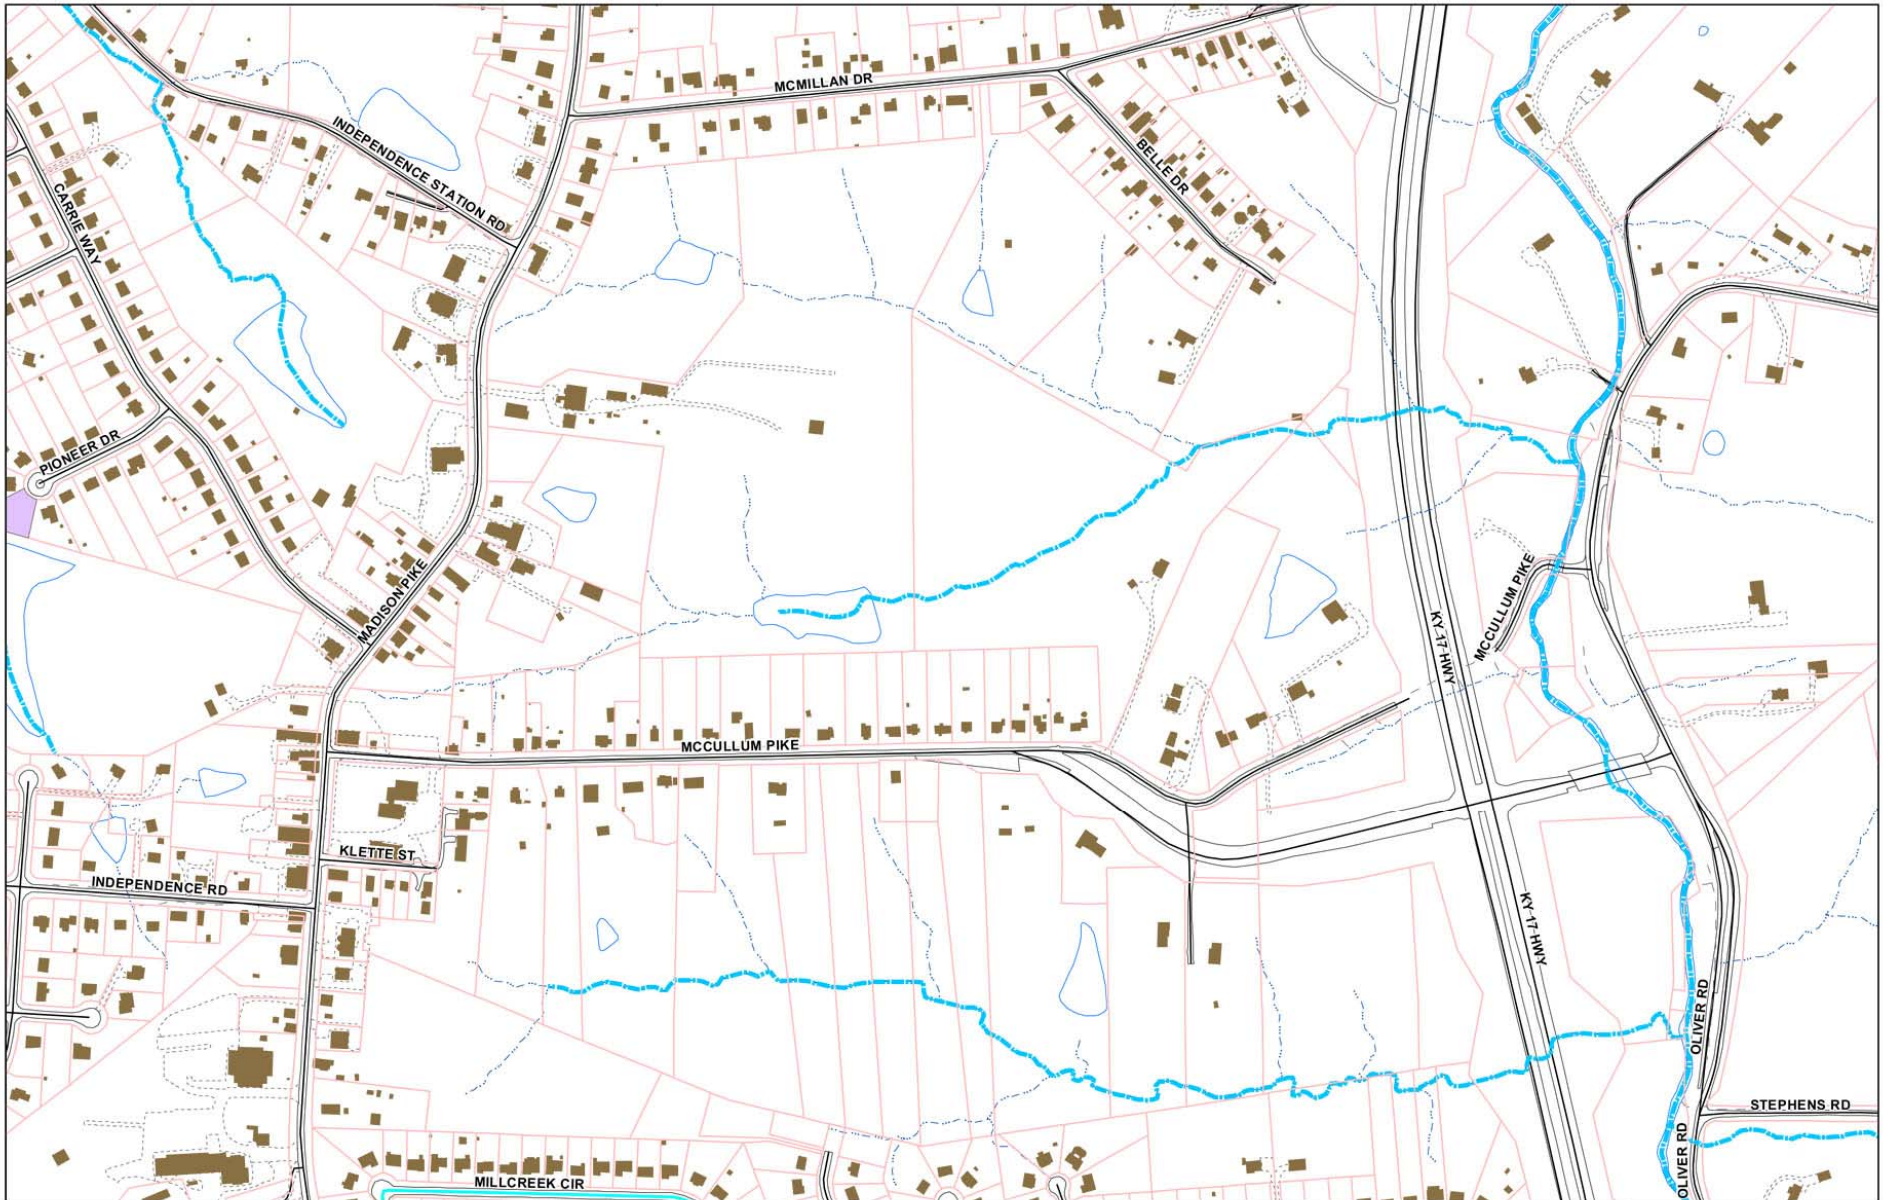 MCMILLAN DR
INDEPENDENCE STATION RD
BELLE DR
CARRIE WAY
PIONEER DR
MADISON PIKE
MCCULLUM PIKE
KY 17 HWY
MCCULLUM PIKE
KLETTE ST
INDEPENDENCE RD
KY 17 HWY
OLIVER RD
STEPHENS RD
OLIVER RD
MILLCREEK CIR